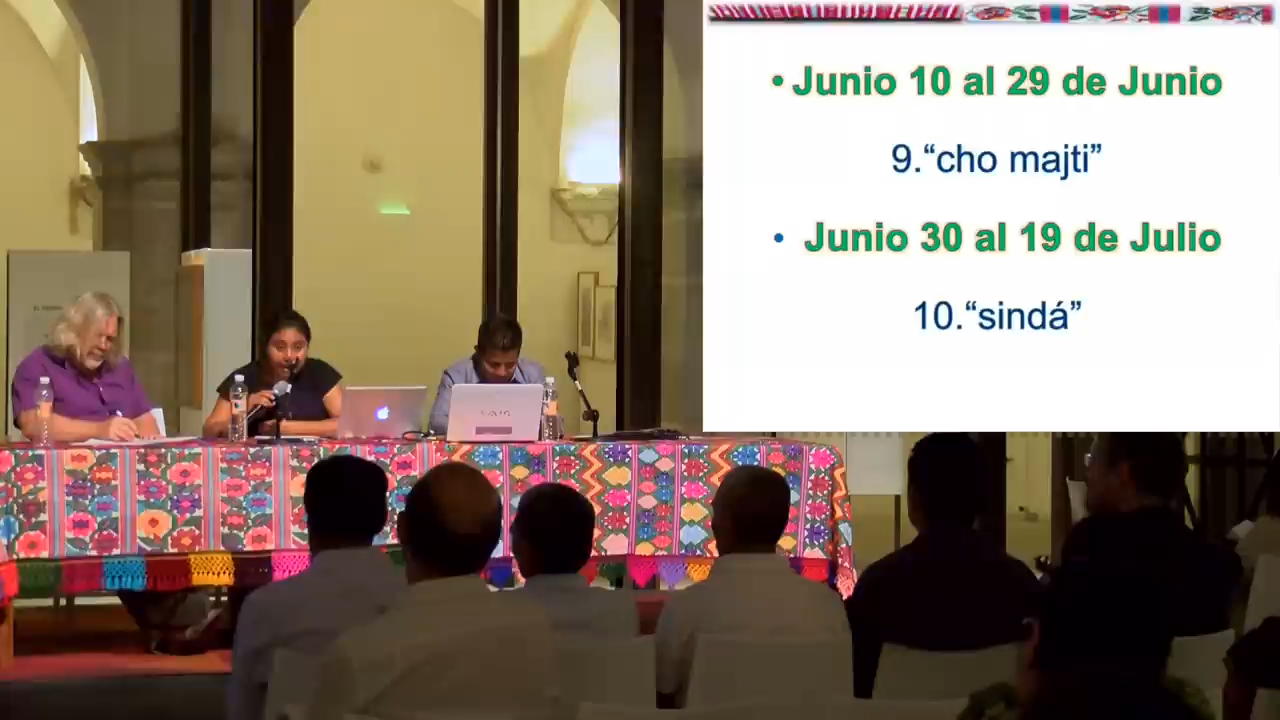 • Junio 10 al 29 de Junio
9.“cho majti”
• Junio 30 al 19 de Julio
10.“sindá”
VAIO